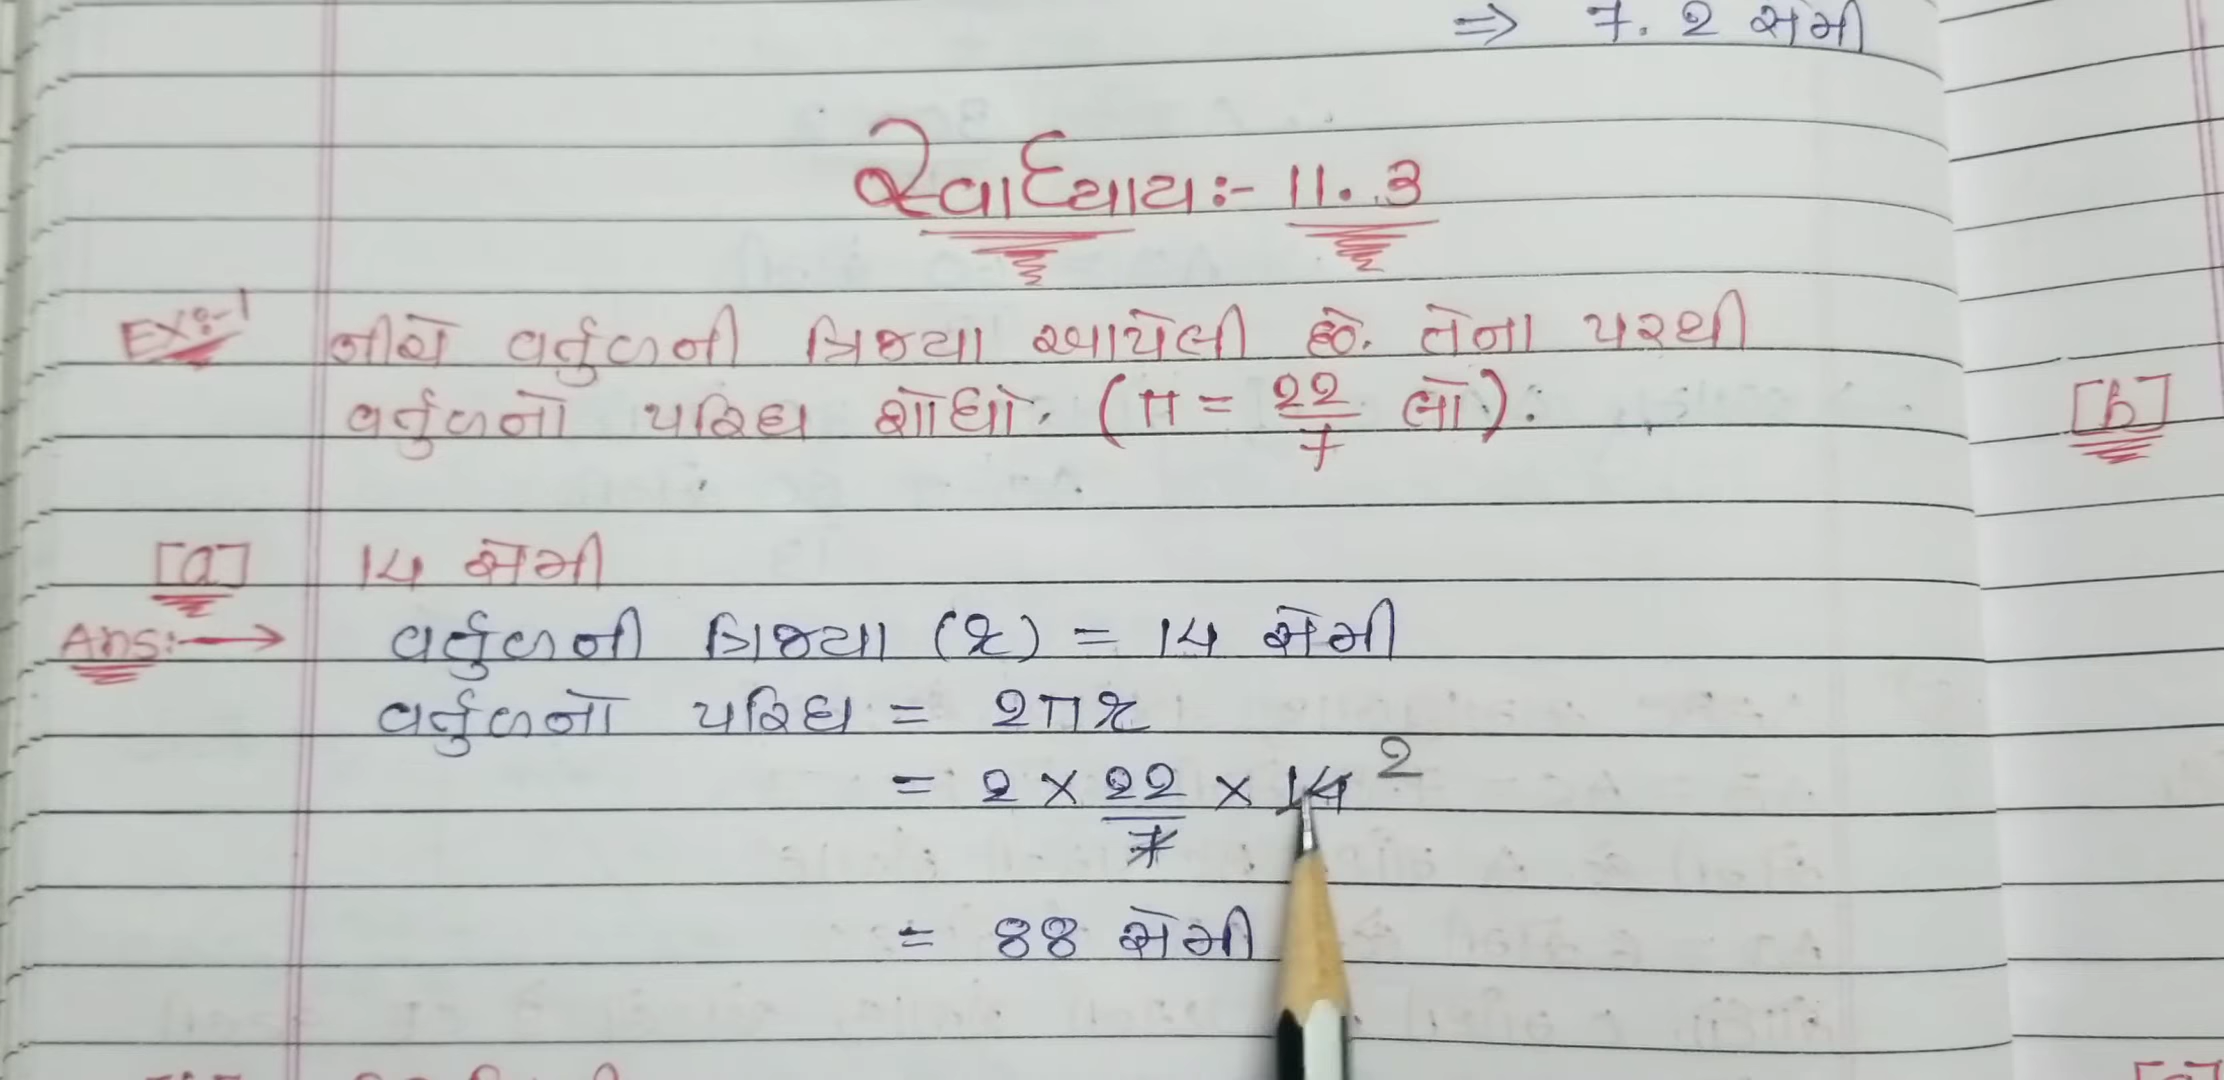 ⇒ 7.2 સેમી
સ્વાધ્યાય:- 11.3
Ex:-1 નીચે વર્તુળની ત્રિજ્યા આપેલી છે. તેના પરથી
વર્તુળનો પરિઘ શોધો. (π = 22/7 લો).
[b]
[a] 14 સેમી
Ans:→ વર્તુળની ત્રિજ્યા (r) = 14 સેમી
વર્તુળનો પરિઘ = 2πr
= 2 × 22/7 × 14 2
= 88 સેમી